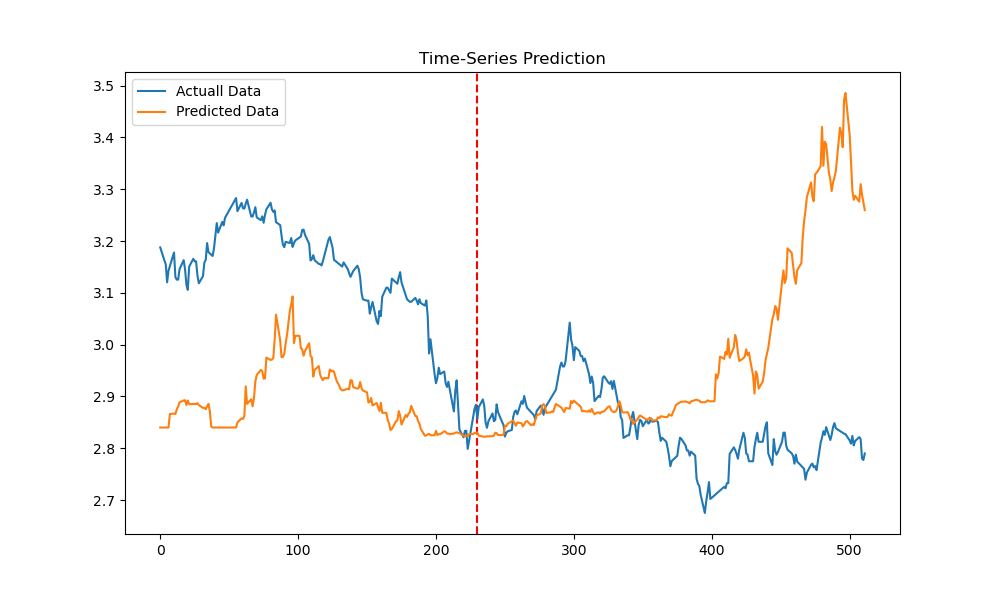 Time-Series Prediction
Actuall Data
Predicted Data
3.5
3.4
3.3
3.2
3.1
3.0
2.9
2.8
2.7
0 100 200 300 400 500